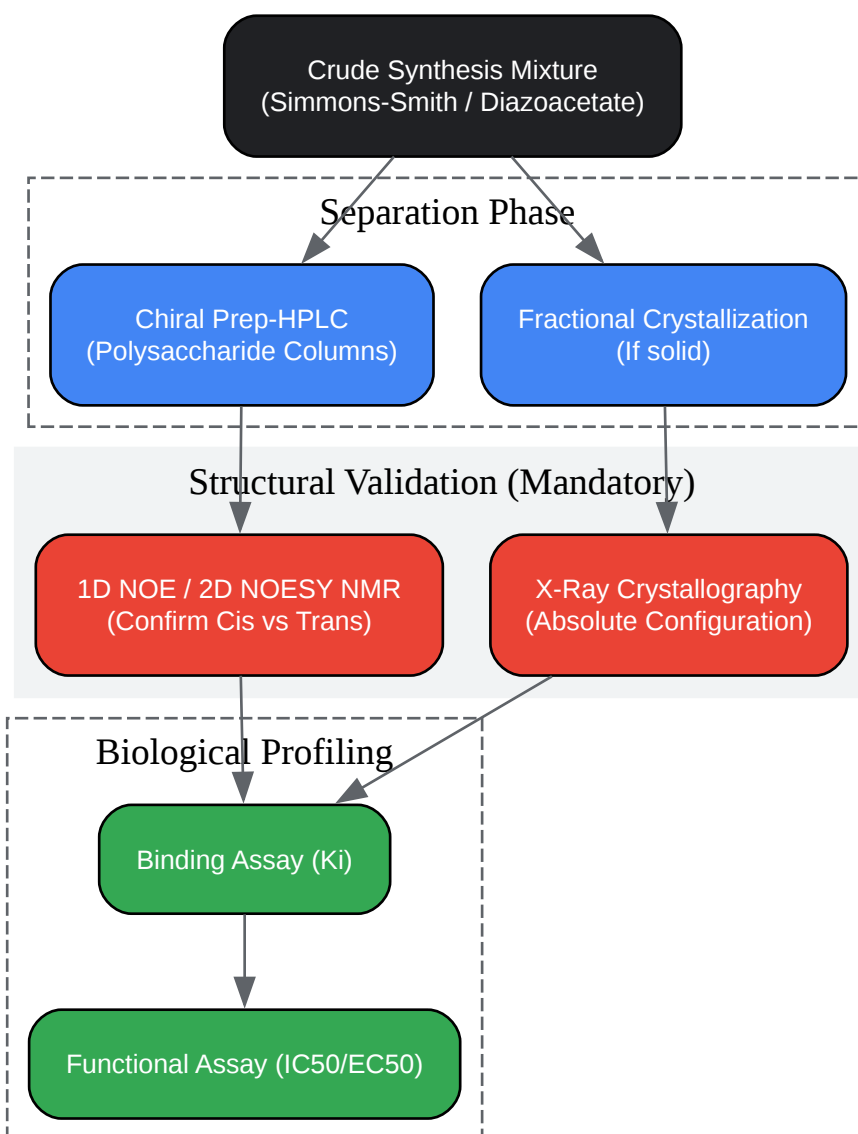 Crude Synthesis Mixture
(Simmons-Smith / Diazoacetate)
Separation Phase
Chiral Prep-HPLC
(Polysaccharide Columns)
Fractional Crystallization
(If solid)
Structural Validation (Mandatory)
1D NOE / 2D NOESY NMR
(Confirm Cis vs Trans)
X-Ray Crystallography
(Absolute Configuration)
Biological Profiling
Binding Assay (Ki)
Functional Assay (IC50/EC50)